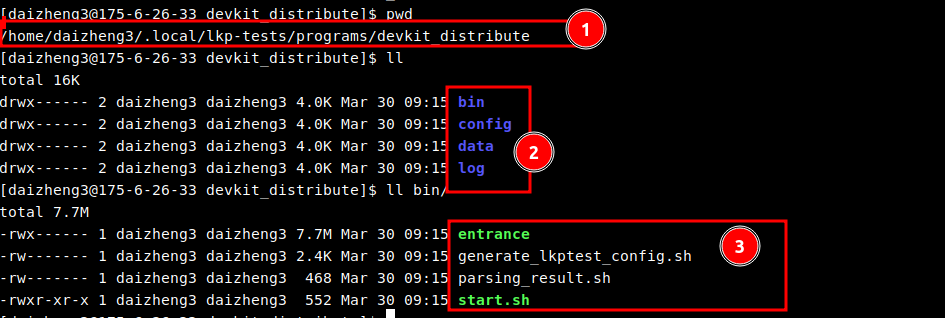 [daizheng3@175-6-26-33 devkit_distribute]$ pwd
/home/daizheng3/.local/lkp-tests/programs/devkit_distribute 1
[daizheng3@175-6-26-33 devkit_distribute]$ ll
total 16K
drwx------ 2 daizheng3 daizheng3 4.0K Mar 30 09:15 bin
drwx------ 2 daizheng3 daizheng3 4.0K Mar 30 09:15 config
drwx------ 2 daizheng3 daizheng3 4.0K Mar 30 09:15 data 2
drwx------ 2 daizheng3 daizheng3 4.0K Mar 30 09:15 log
[daizheng3@175-6-26-33 devkit_distribute]$ ll bin/
total 7.7M
-rwx------ 1 daizheng3 daizheng3 7.7M Mar 30 09:15 entrance
-rw------- 1 daizheng3 daizheng3 2.4K Mar 30 09:15 generate_lkptest_config.sh 3
-rw------- 1 daizheng3 daizheng3  468 Mar 30 09:15 parsing_result.sh
-rwxr-xr-x 1 daizheng3 daizheng3  552 Mar 30 09:15 start.sh